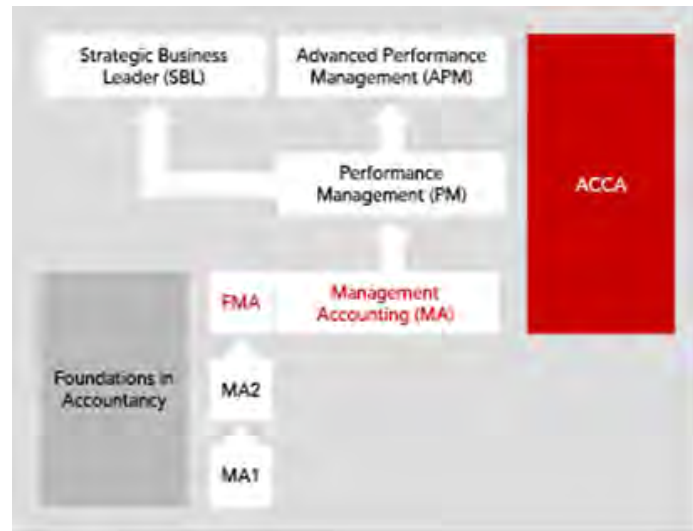 Strategic Business
Leader (SBL)
Advanced Performance
Management (APM)
Performance
Management (PM)
ACCA
FMA
Management
Accounting (MA)
Foundations in
Accountancy
MA2
MA1